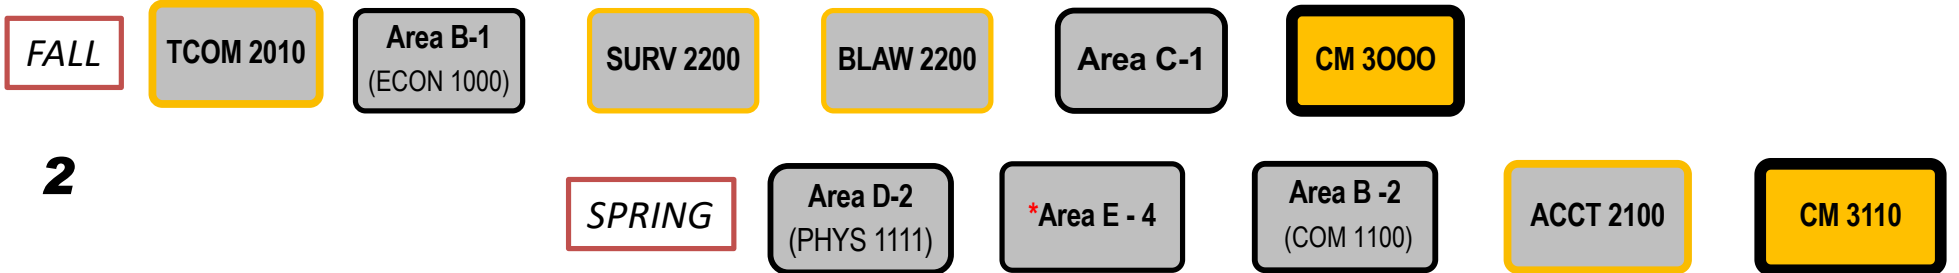 FALL
TCOM 2010
Area B-1
(ECON 1000)
SURV 2200
BLAW 2200
Area C-1
CM 3OOO
2
SPRING
Area D-2
(PHYS 1111)
*Area E - 4
Area B -2
(COM 1100)
ACCT 2100
CM 3110